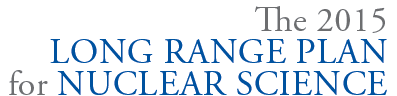 The 2015
LONG RANGE PLAN
for NUCLEAR SCIENCE